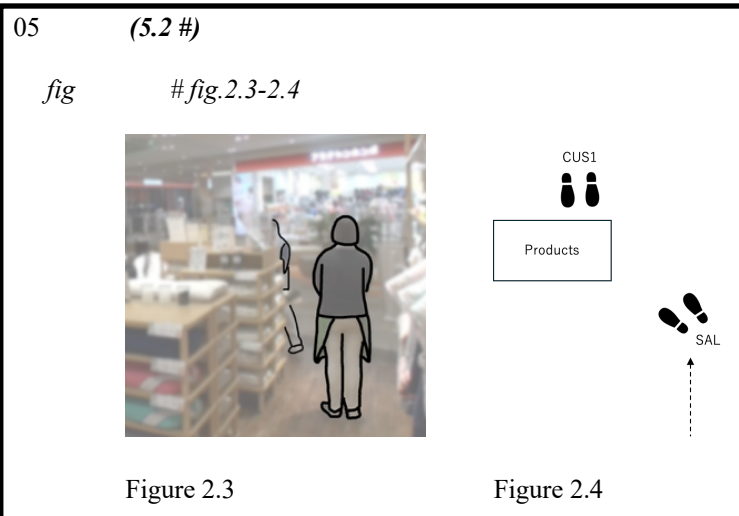 05 (5.2 #)
fig # fig.2.3-2.4
CUS1
Products
SAL
Figure 2.3 Figure 2.4